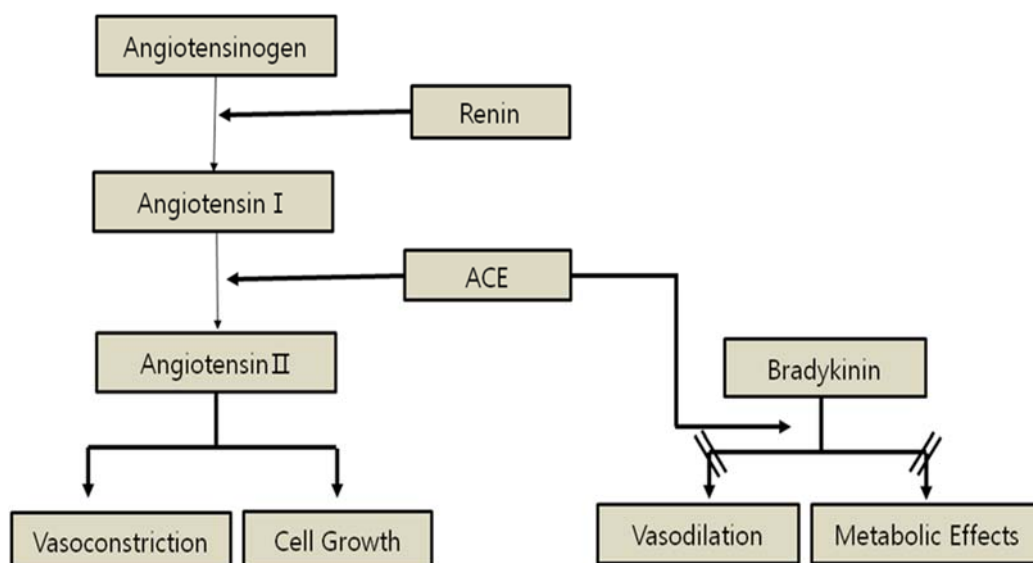 Angiotensinogen
Renin
Angiotensin Ⅰ
ACE
Angiotensin Ⅱ
Bradykinin
Vasoconstriction
Cell Growth
Vasodilation
Metabolic Effects